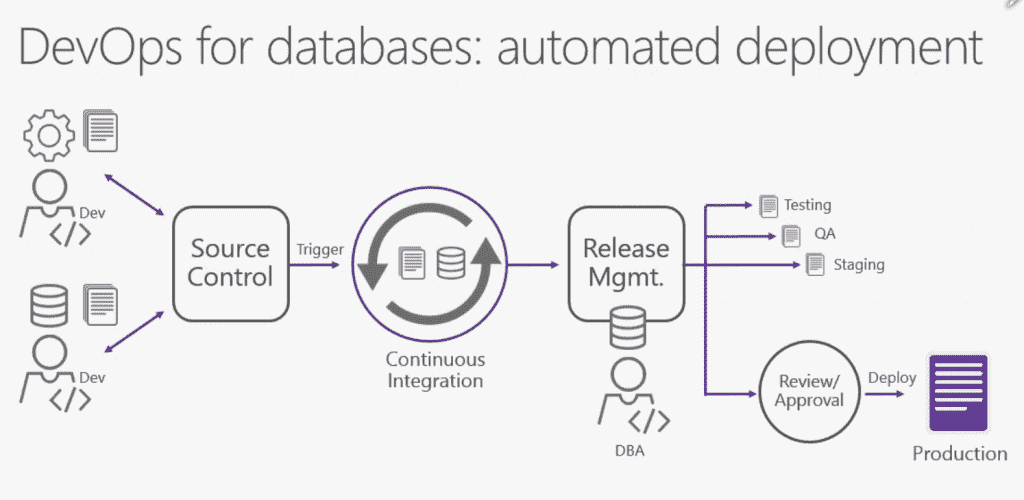 DevOps for databases: automated deployment
Dev
Dev
Source
Control
Trigger
Continuous
Integration
Release
Mgmt.
DBA
Testing
QA
Staging
Review/
Approval
Deploy
Production